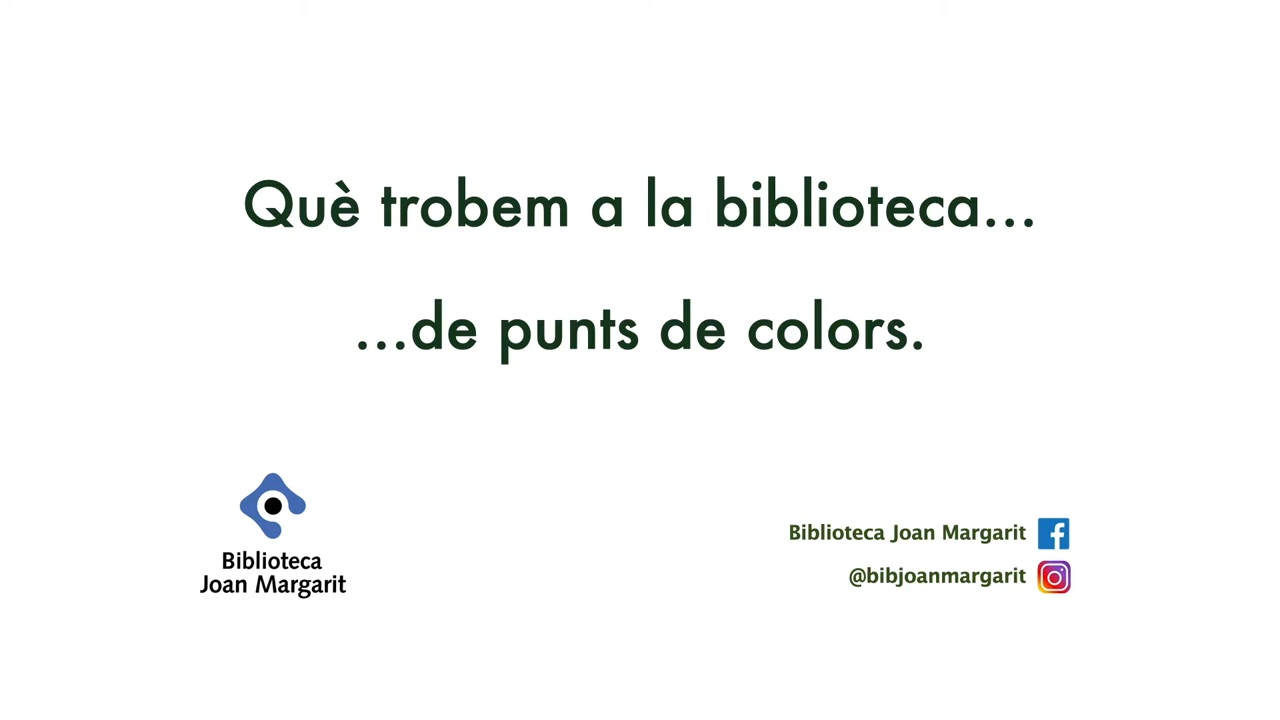 Què trobem a la biblioteca...
...de punts de colors.
Biblioteca
Joan Margarit
Biblioteca Joan Margarit
@bibjoanmargarit